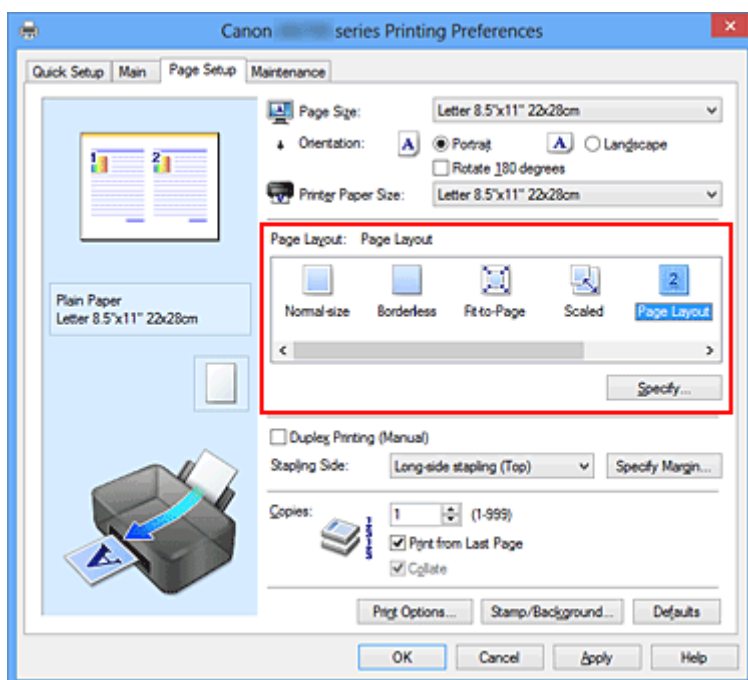 Canon series Printing Preferences
Quick Setup Main Page Setup Maintenance
Page Size: Letter 8.5"x11" 22x28cm
Orientation: A Portrait A Landscape
Rotate 180 degrees
Printer Paper Size: Letter 8.5"x11" 22x28cm
1 2
Page Layout: Page Layout
2
Normal-size Borderless Fit-to-Page Scaled Page Layout
Plain Paper
Letter 8.5"x11" 22x28cm
Specify...
Duplex Printing (Manual)
Stapling Side: Long-side stapling (Top) Specify Margin...
Copies: 1 (1-999)
Print from Last Page
Collate
A
Print Options... Stamp/Background... Defaults
OK Cancel Apply Help